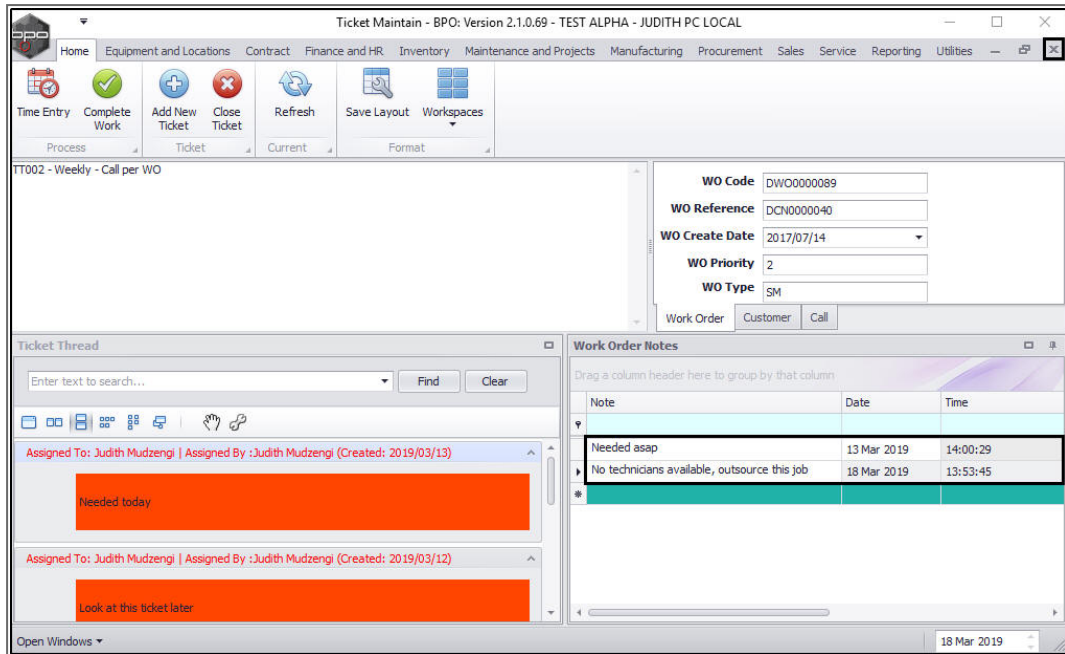 Ticket Maintain - BPO: Version 2.1.0.69 - TEST ALPHA - JUDITH PC LOCAL
BPO
Home Equipment and Locations Contract Finance and HR Inventory Maintenance and Projects Manufacturing Procurement Sales Service Reporting Utilities
Time Entry
Complete Work
Add New Ticket
Close Ticket
Refresh
Save Layout
Workspaces
Process
Ticket
Current
Format
TT002 - Weekly - Call per WO
WO Code DWO0000089
WO Reference DCN0000040
WO Create Date 2017/07/14
WO Priority 2
WO Type SM
Work Order Customer Call
Ticket Thread
Enter text to search... Find Clear
Assigned To: Judith Mudzengi | Assigned By :Judith Mudzengi (Created: 2019/03/13)
Needed today
Assigned To: Judith Mudzengi | Assigned By :Judith Mudzengi (Created: 2019/03/12)
Look at this ticket later
Work Order Notes
Drag a column header here to group by that column
Note Date Time
Needed asap 13 Mar 2019 14:00:29
No technicians available, outsource this job 18 Mar 2019 13:53:45
Open Windows
18 Mar 2019